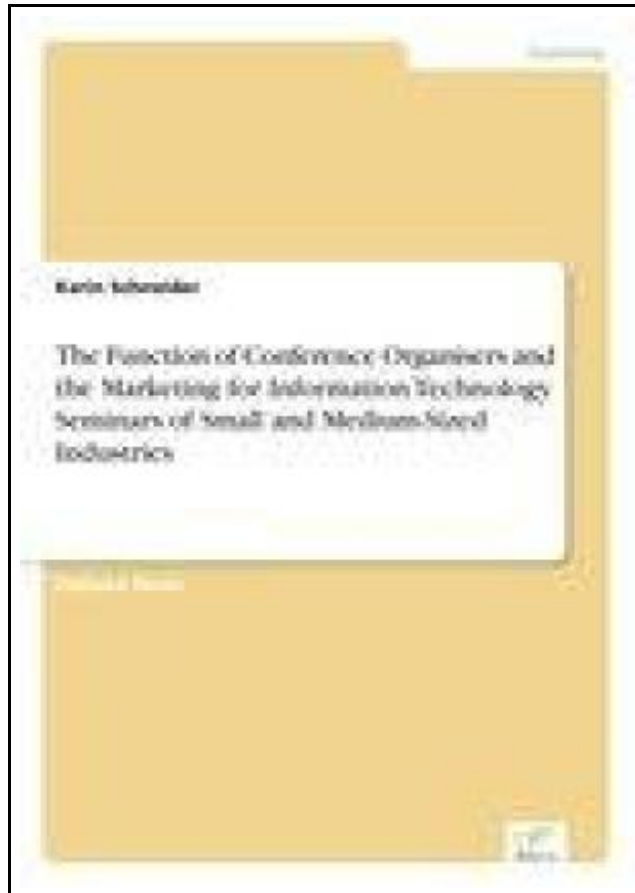 Karin Schneider
The Function of Conference Organisers and
the Marketing for Information Technology
Seminars of Small and Medium-Sized
Industries